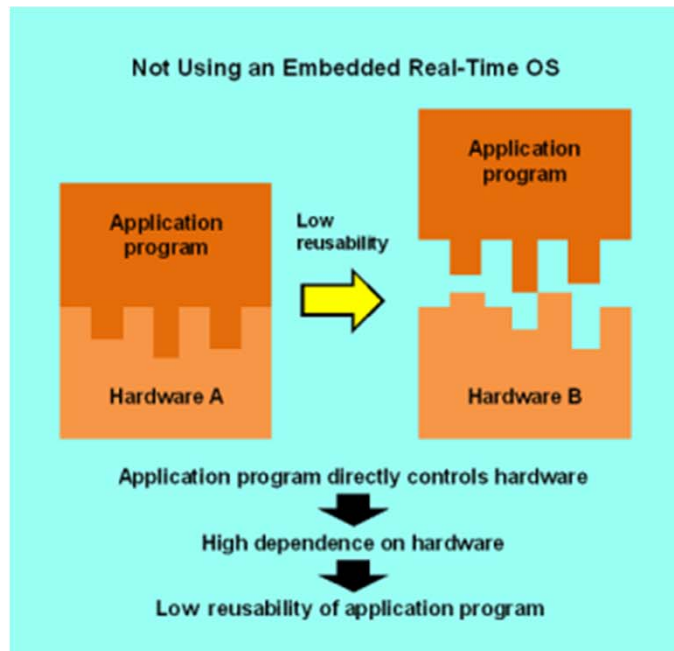 Not Using an Embedded Real-Time OS
Application
program
Hardware A
Low
reusability
Application
program
Hardware B
Application program directly controls hardware
High dependence on hardware
Low reusability of application program